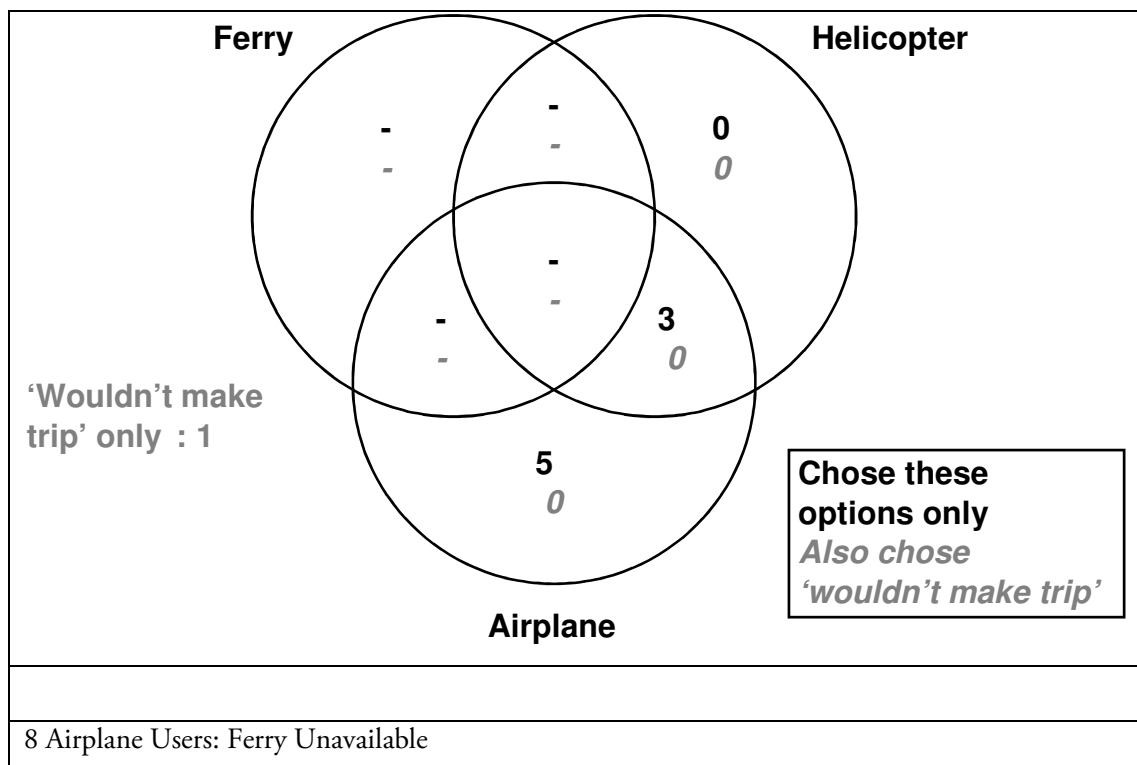 Ferry
Helicopter
-
-
-
-
0
0
-
-
-
-
3
0
‘Wouldn’t make
trip’ only : 1
5
0
Chose these
options only
Also chose
‘wouldn’t make trip’
Airplane
8 Airplane Users: Ferry Unavailable